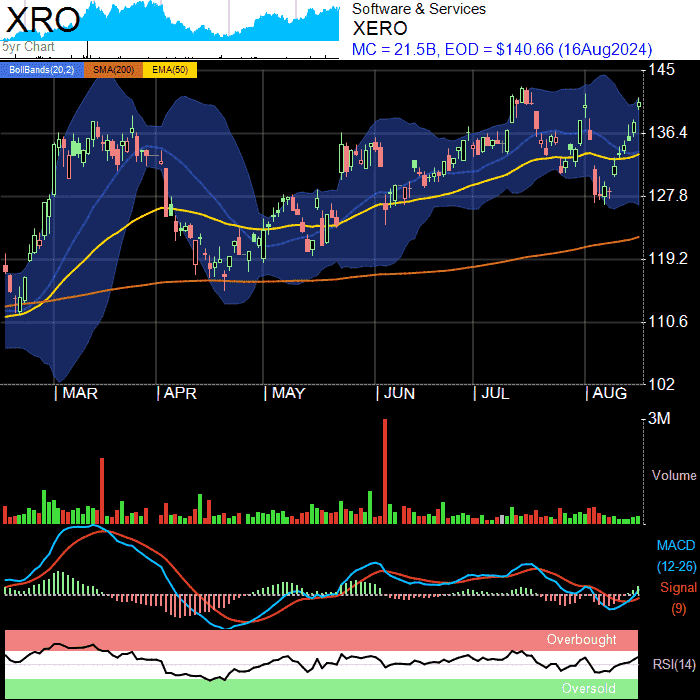 XRO
5yr Chart
Software & Services
XERO
MC = 21.5B, EOD = $140.66 (16Aug2024)
BollBands(20,2) SMA(200) EMA(50)
145
136.4
127.8
119.2
110.6
102
MAR APR MAY JUN JUL AUG
3M
Volume
MACD
(12-26)
Signal
(9)
Overbought
RSI(14)
Oversold